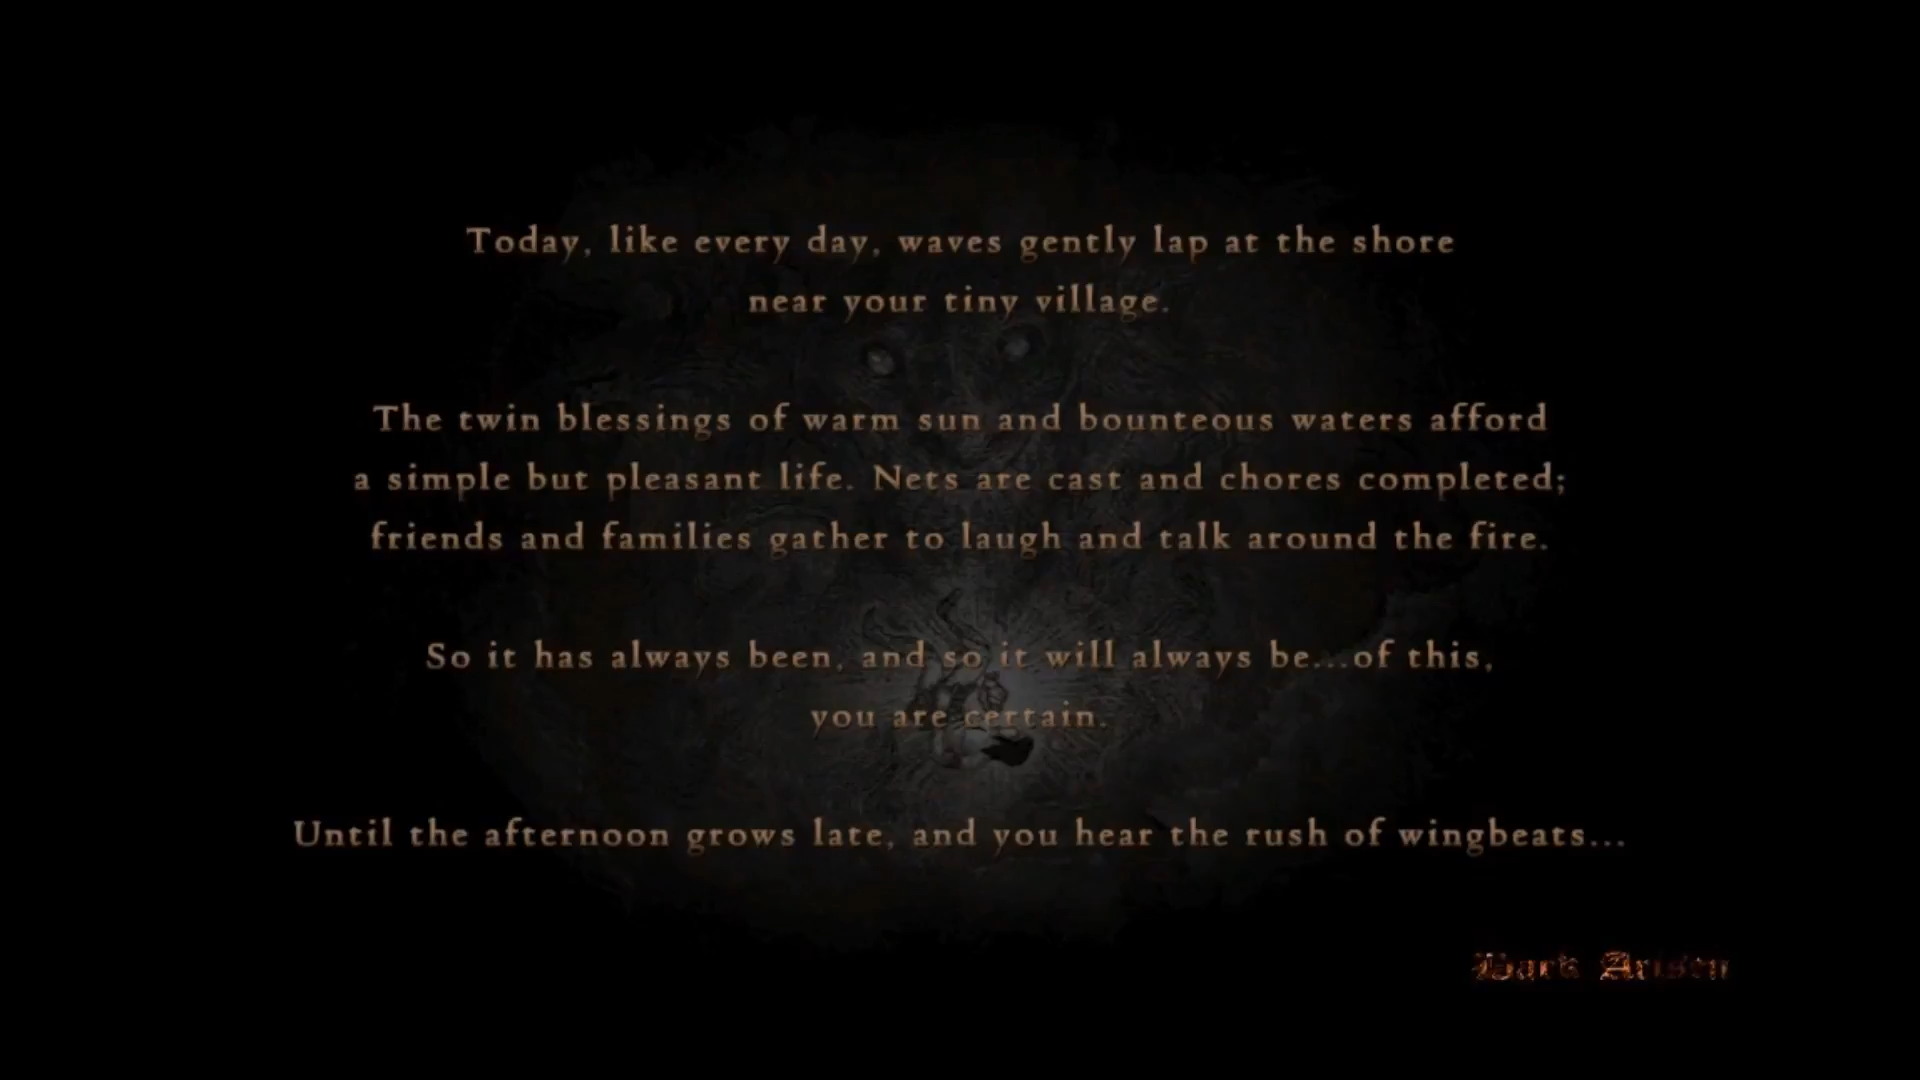 Today, like every day, waves gently lap at the shore
near your tiny village.
The twin blessings of warm sun and bounteous waters afford
a simple but pleasant life. Nets are cast and chores completed;
friends and families gather to laugh and talk around the fire.
So it has always been, and so it will always be...of this,
you are certain.
Until the afternoon grows late, and you hear the rush of wingbeats...
Dark Arisen